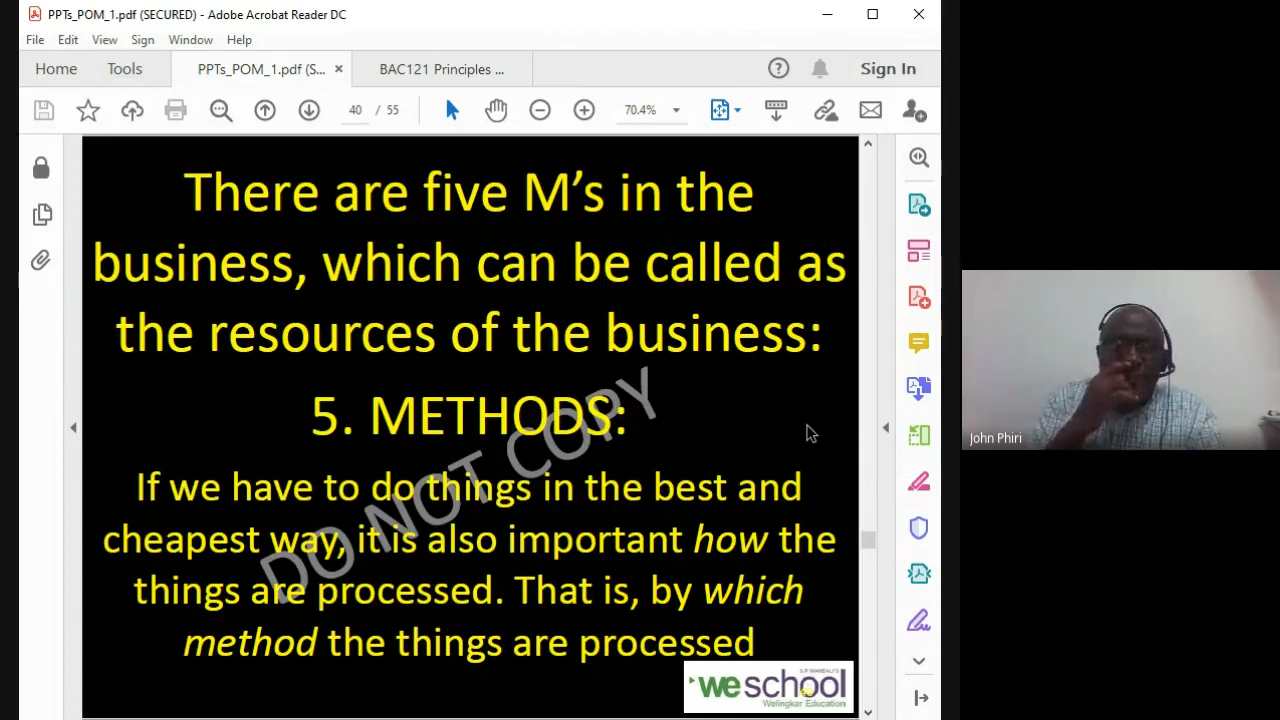 PPTs_POM_1.pdf (SECURED) - Adobe Acrobat Reader DC
File Edit View Sign Window Help
Home Tools PPTs_POM_1.pdf (S... × BAC121 Principles ... Sign In
40 / 55 70.4%
There are five M’s in the
business, which can be called as
the resources of the business:
5. METHODS:
If we have to do things in the best and
cheapest way, it is also important how the
things are processed. That is, by which
method the things are processed
DO NOT COPY
S.P. MANDALI'S
we school
Welingkar Education
John Phiri